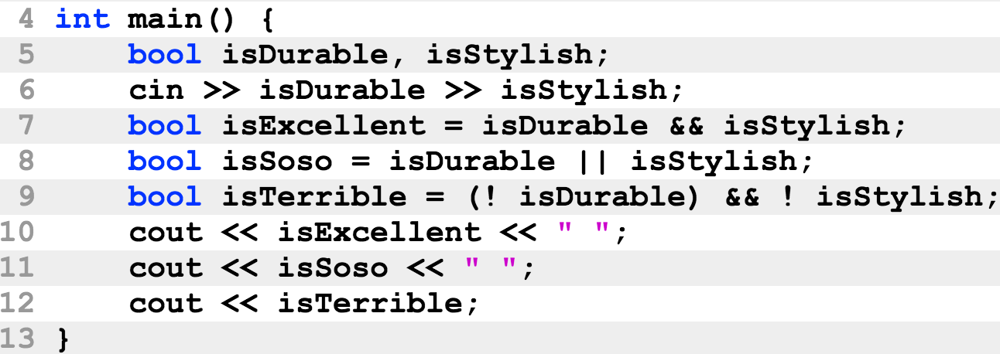 4 int main() {
5     bool isDurable, isStylish;
6     cin >> isDurable >> isStylish;
7     bool isExcellent = isDurable && isStylish;
8     bool isSoso = isDurable || isStylish;
9     bool isTerrible = (! isDurable) && ! isStylish;
10     cout << isExcellent << " ";
11     cout << isSoso << " ";
12     cout << isTerrible;
13 }